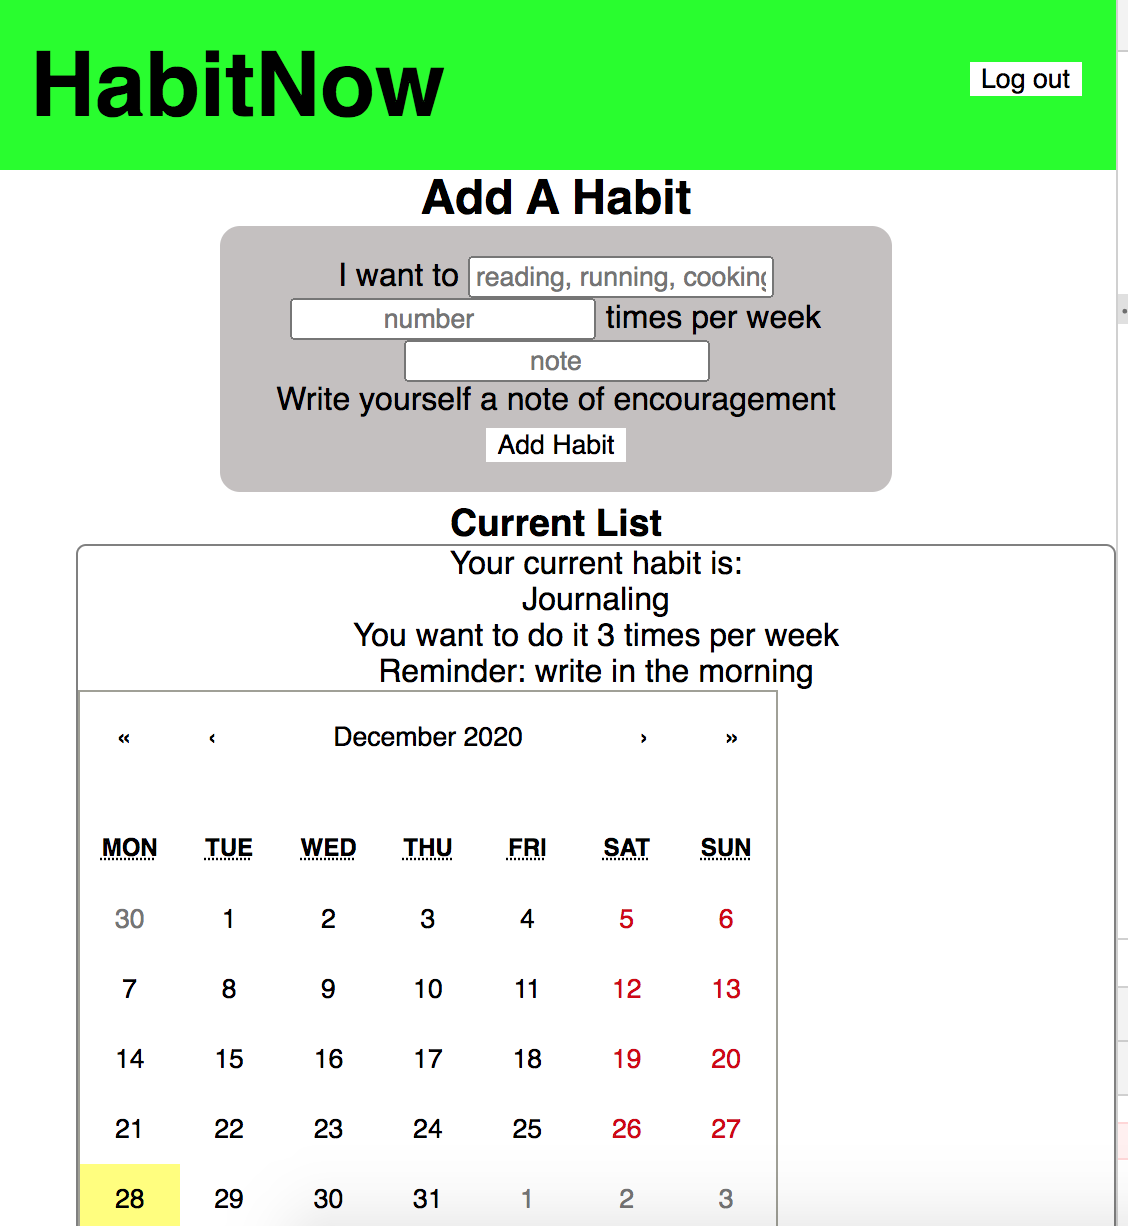 HabitNow
Log out
Add A Habit
I want to reading, running, cooking
number times per week
note
Write yourself a note of encouragement
Add Habit
Current List
Your current habit is:
Journaling
You want to do it 3 times per week
Reminder: write in the morning
« ‹ December 2020 › »
MON TUE WED THU FRI SAT SUN
30 1 2 3 4 5 6
7 8 9 10 11 12 13
14 15 16 17 18 19 20
21 22 23 24 25 26 27
28 29 30 31 1 2 3